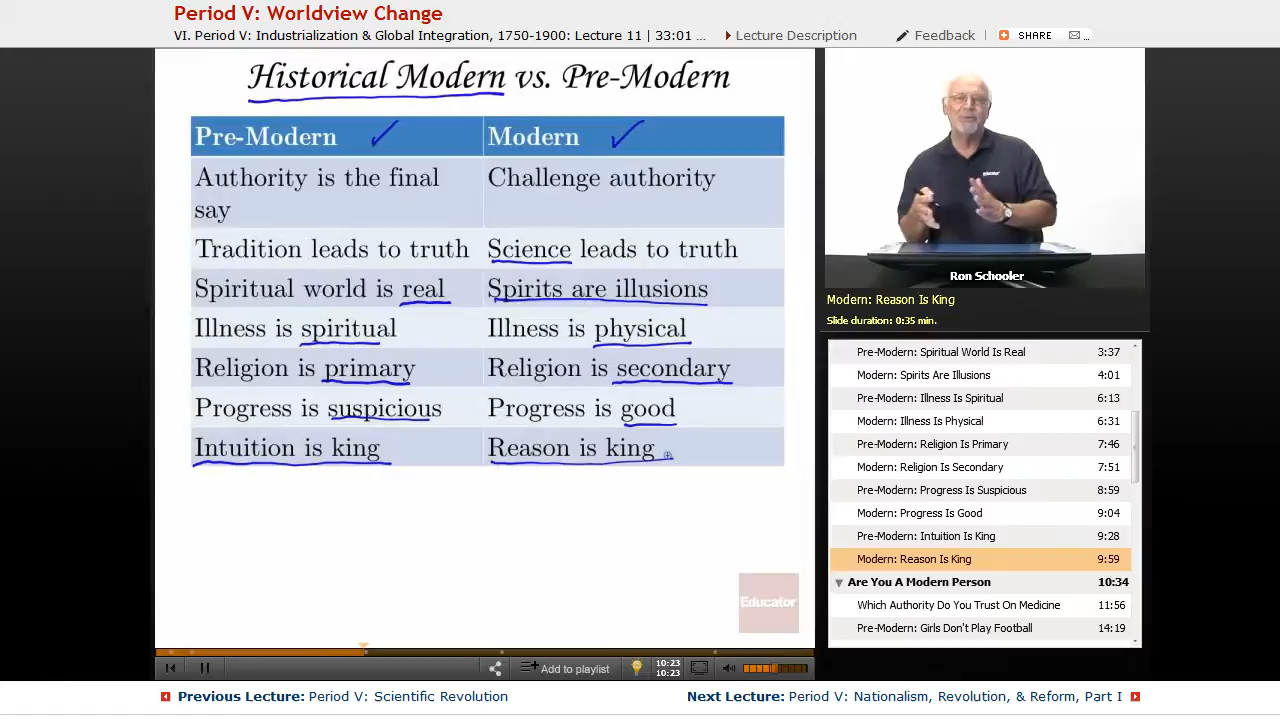 Period V: Worldview Change
VI. Period V: Industrialization & Global Integration, 1750-1900: Lecture 11 | 33:01 ...
Lecture Description
Feedback
SHARE
...
Historical Modern vs. Pre-Modern
Pre-Modern
Modern
Authority is the final
say
Challenge authority
Tradition leads to truth
Science leads to truth
Spiritual world is real
Spirits are illusions
Illness is spiritual
Illness is physical
Religion is primary
Religion is secondary
Progress is suspicious
Progress is good
Intuition is king
Reason is king
Educator
Educator
Ron Schooler
Modern: Reason Is King
Slide duration: 0:35 min.
Pre-Modern: Spiritual World Is Real 3:37
Modern: Spirits Are Illusions 4:01
Pre-Modern: Illness Is Spiritual 6:13
Modern: Illness Is Physical 6:31
Pre-Modern: Religion Is Primary 7:46
Modern: Religion Is Secondary 7:51
Pre-Modern: Progress Is Suspicious 8:59
Modern: Progress Is Good 9:04
Pre-Modern: Intuition Is King 9:28
Modern: Reason Is King 9:59
Are You A Modern Person 10:34
Which Authority Do You Trust On Medicine 11:56
Pre-Modern: Girls Don't Play Football 14:19
Add to playlist
10:23
10:23
Previous Lecture: Period V: Scientific Revolution
Next Lecture: Period V: Nationalism, Revolution, & Reform, Part I